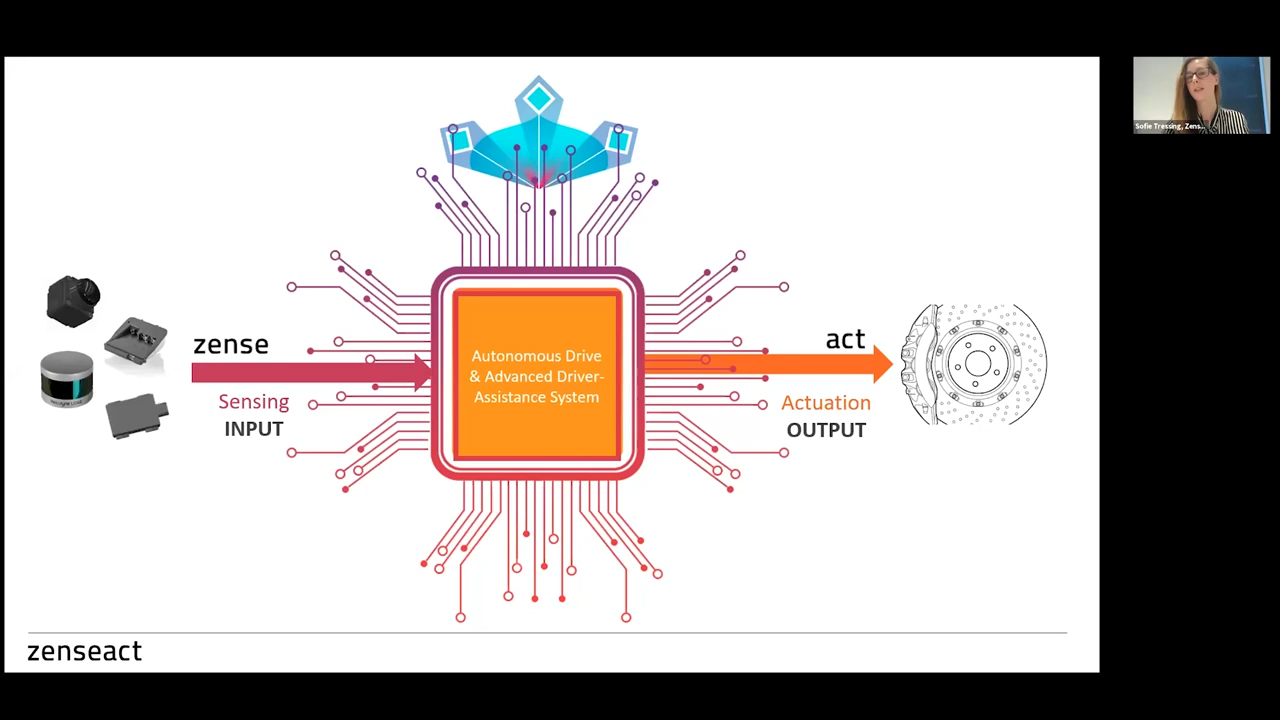 Sofie Tressing, Zens...
zense
act
Autonomous Drive
& Advanced Driver-
Assistance System
Sensing
INPUT
Actuation
OUTPUT
zenseact